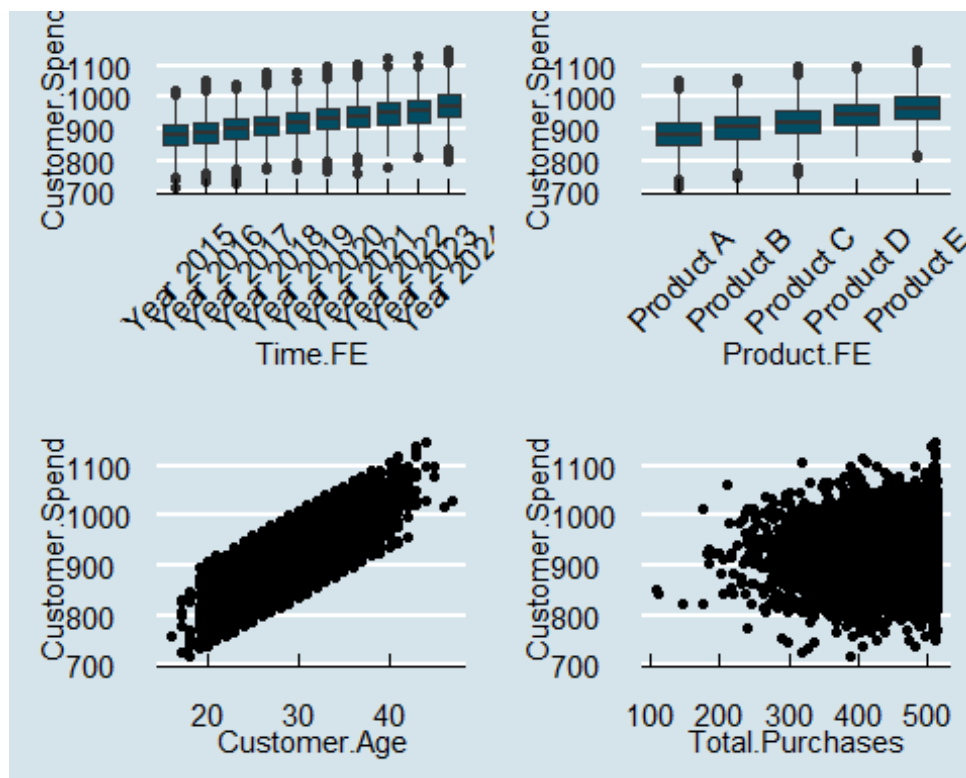 Customer.Spend
1100
1000
900
800
700
Year 2015
Year 2016
Year 2017
Year 2018
Year 2019
Year 2020
Year 2021
Year 2022
Year 2023
Year 2024
Time.FE
Customer.Spend
1100
1000
900
800
700
Product A
Product B
Product C
Product D
Product E
Product.FE
Customer.Spend
1100
1000
900
800
700
20 30 40
Customer.Age
Customer.Spend
1100
1000
900
800
700
100 200 300 400 500
Total.Purchases